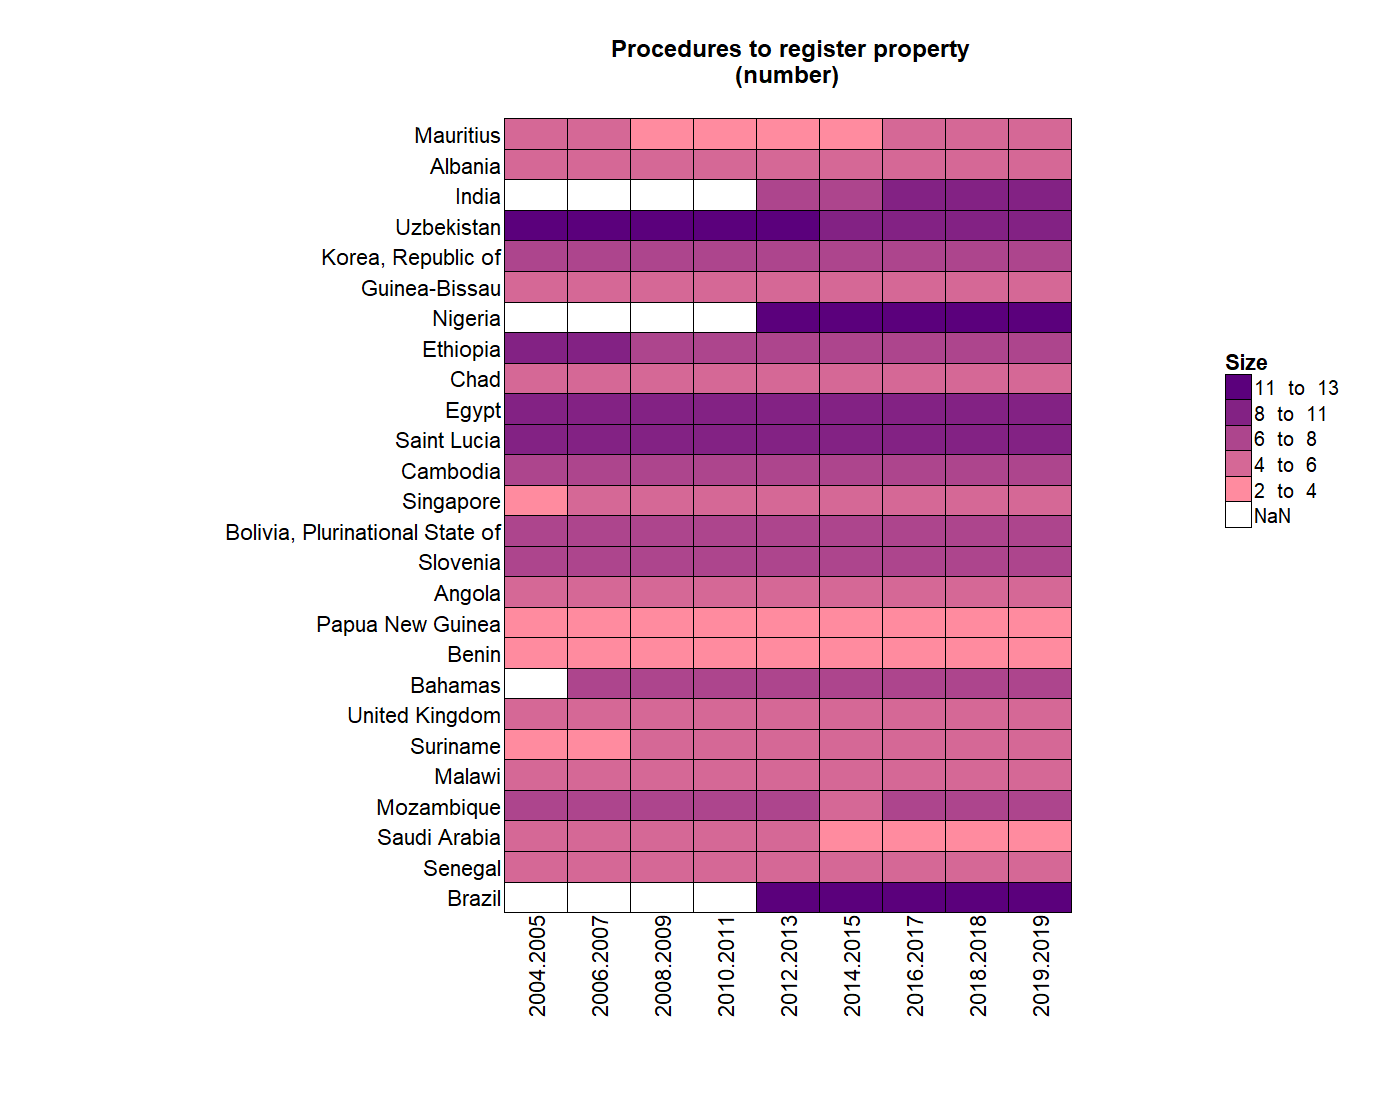 Procedures to register property
(number)
Mauritius
Albania
India
Uzbekistan
Korea, Republic of
Guinea-Bissau
Nigeria
Ethiopia
Chad
Egypt
Saint Lucia
Cambodia
Singapore
Bolivia, Plurinational State of
Slovenia
Angola
Papua New Guinea
Benin
Bahamas
United Kingdom
Suriname
Malawi
Mozambique
Saudi Arabia
Senegal
Brazil
2004.2005
2006.2007
2008.2009
2010.2011
2012.2013
2014.2015
2016.2017
2018.2018
2019.2019
Size
11 to 13
8 to 11
6 to 8
4 to 6
2 to 4
NaN